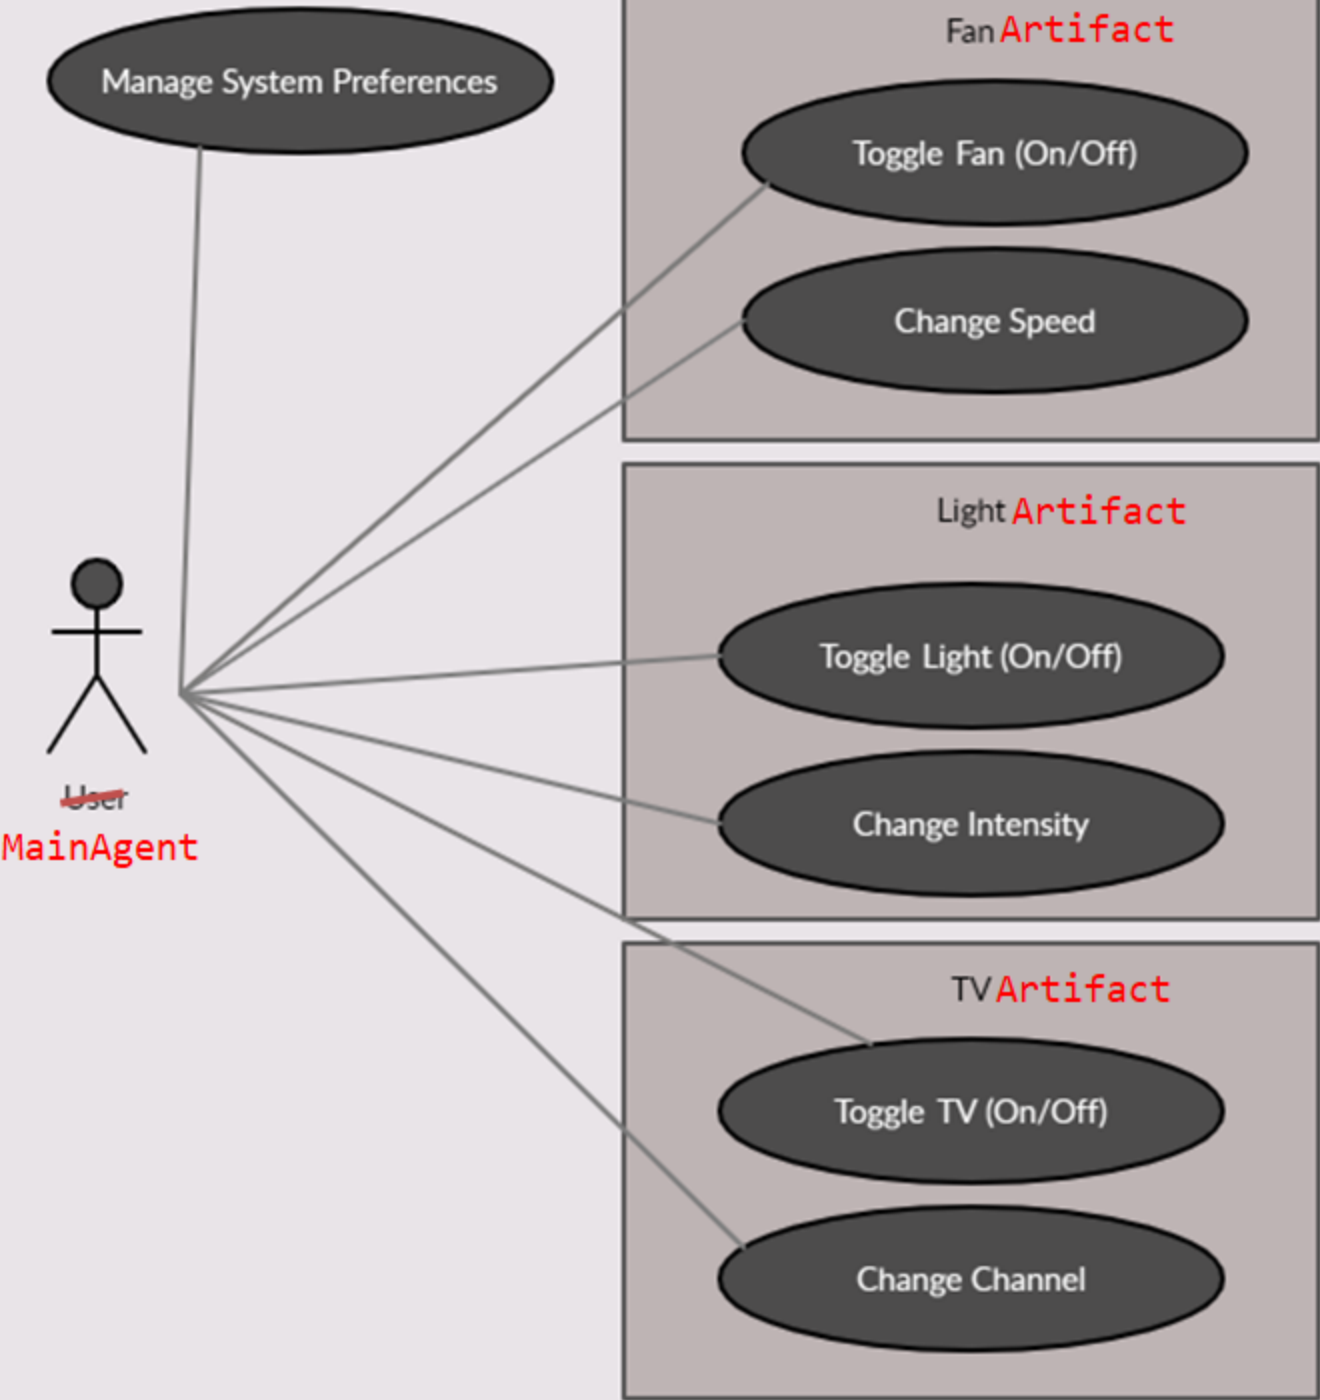 Manage System Preferences
Fan Artifact
Toggle Fan (On/Off)
Change Speed
Light Artifact
Toggle Light (On/Off)
Change Intensity
User
MainAgent
TV Artifact
Toggle TV (On/Off)
Change Channel